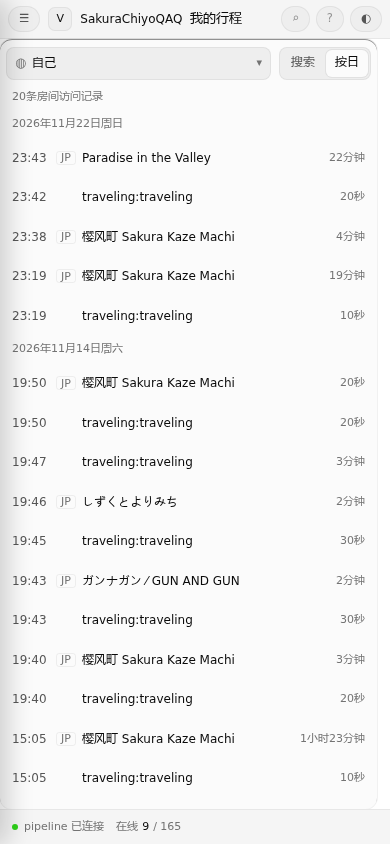 ☰ V SakuraChiyoQAQ 我的行程 ⌕ ? ◐
◍ 自己 ▾ 搜索 按日
20条房间访问记录
2026年11月22日周日
23:43 JP Paradise in the Valley 22分钟
23:42 traveling:traveling 20秒
23:38 JP 樱风町 Sakura Kaze Machi 4分钟
23:19 JP 樱风町 Sakura Kaze Machi 19分钟
23:19 traveling:traveling 10秒
2026年11月14日周六
19:50 JP 樱风町 Sakura Kaze Machi 20秒
19:50 traveling:traveling 20秒
19:47 traveling:traveling 3分钟
19:46 JP しずくとよりみち 2分钟
19:45 traveling:traveling 30秒
19:43 JP ガンナガン/GUN AND GUN 2分钟
19:43 traveling:traveling 30秒
19:40 JP 樱风町 Sakura Kaze Machi 3分钟
19:40 traveling:traveling 20秒
15:05 JP 樱风町 Sakura Kaze Machi 1小时23分钟
15:05 traveling:traveling 10秒
pipeline 已连接 在线 9 / 165